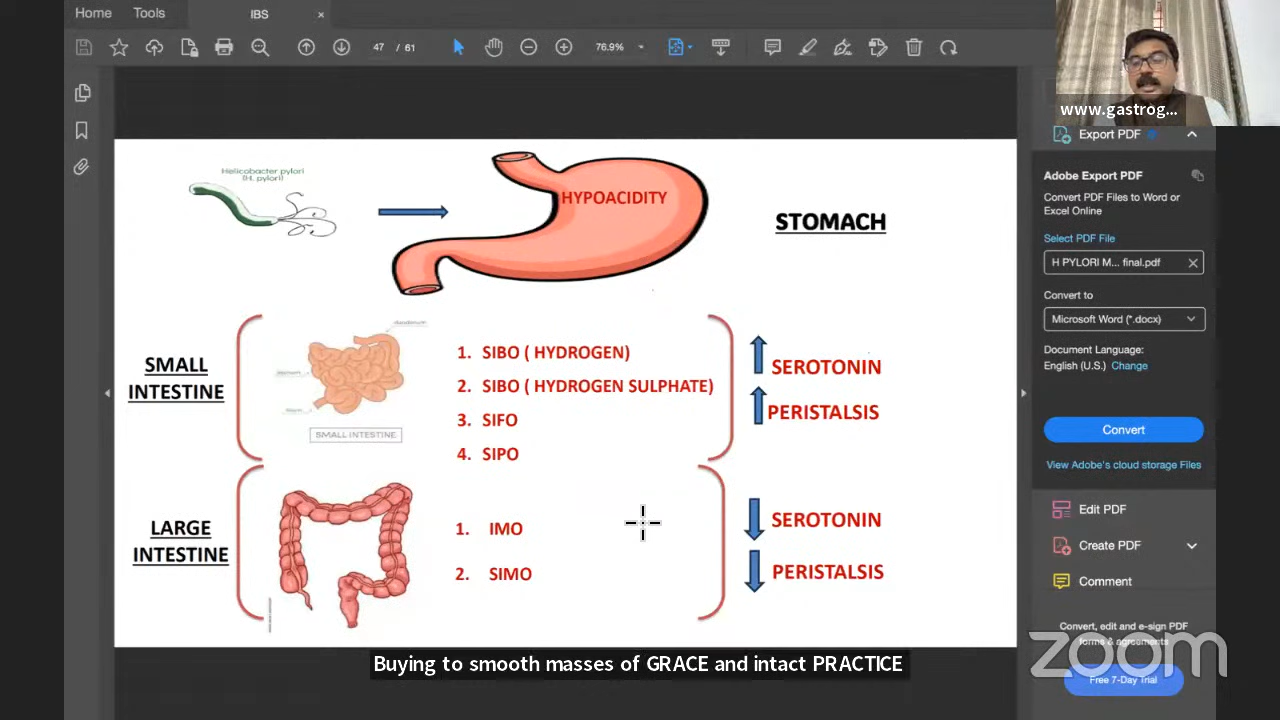 Home Tools IBS ×
47 / 61 76.9%
www.gastrog...
Export PDF
Adobe Export PDF
Convert PDF Files to Word or
Excel Online
Select PDF File
H PYLORI M... final.pdf
Convert to
Microsoft Word (*.docx)
Document Language:
English (U.S.) Change
Convert
View Adobe's cloud storage Files
Edit PDF
Create PDF
Comment
Convert, edit and e-sign PDF
forms & agreements
Free 7-Day Trial
zoom
Helicobacter pylori
(H. pylori)
HYPOACIDITY
STOMACH
SMALL
INTESTINE
duodenum
SMALL INTESTINE
1. SIBO ( HYDROGEN)
2. SIBO ( HYDROGEN SULPHATE)
3. SIFO
4. SIPO
SEROTONIN
PERISTALSIS
LARGE
INTESTINE
1. IMO
2. SIMO
SEROTONIN
PERISTALSIS
Buying to smooth masses of GRACE and intact PRACTICE